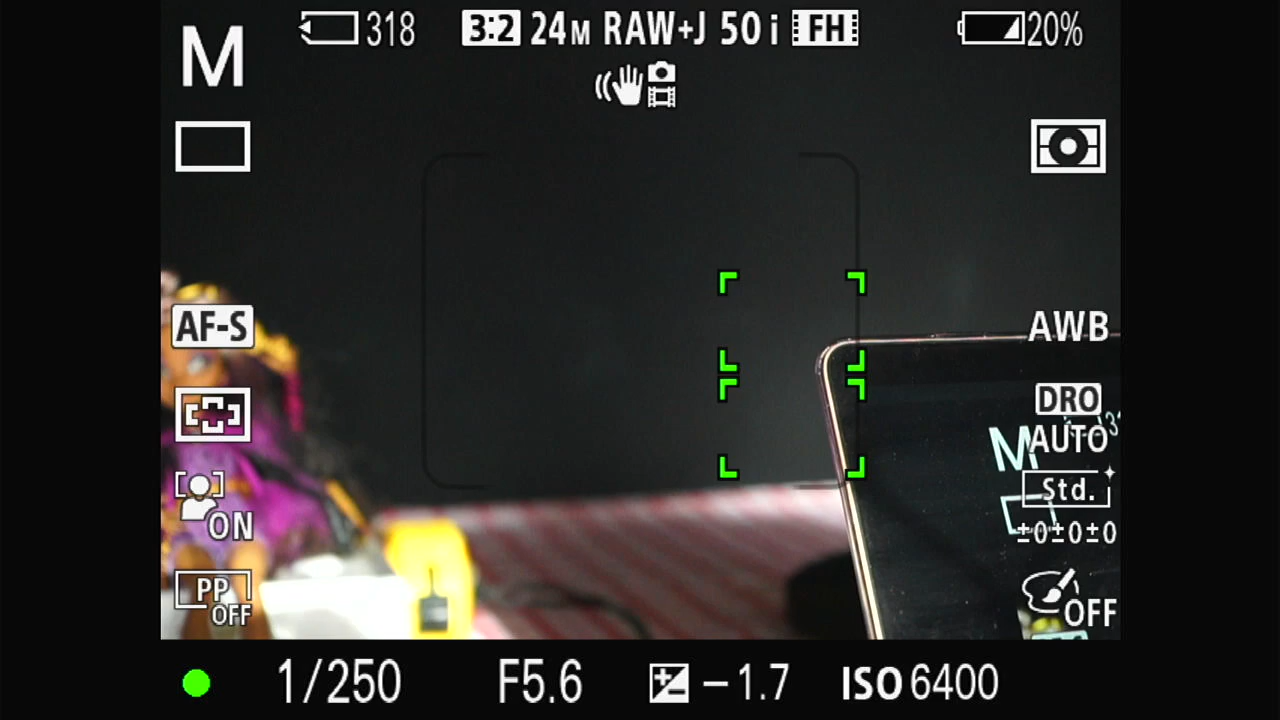 M 318 3:2 24M RAW+J 50 i FH 20%
AF-S
AWB
DRO
AUTO
M
Std.
±0±0±0
ON
PP
OFF
OFF
1/250 F5.6 −1.7 ISO 6400